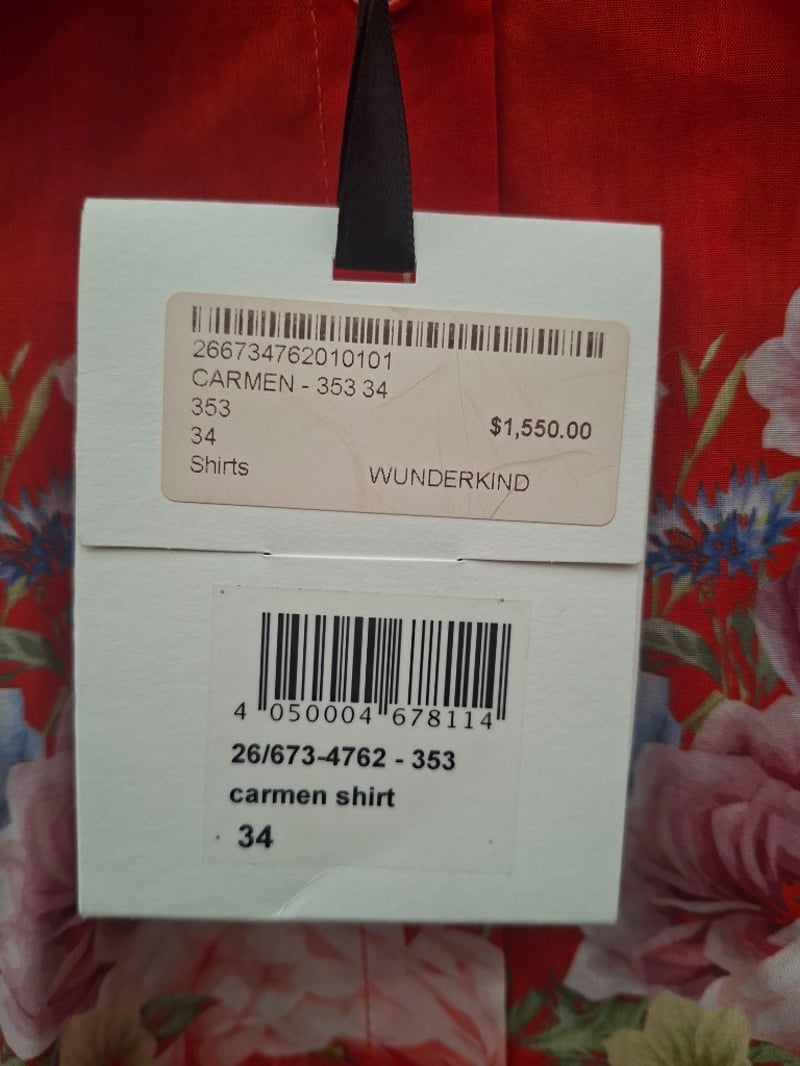 266734762010101
CARMEN - 353 34
353
$1,550.00
34
Shirts WUNDERKIND
4 050004 678114
26/673-4762 - 353
carmen shirt
34